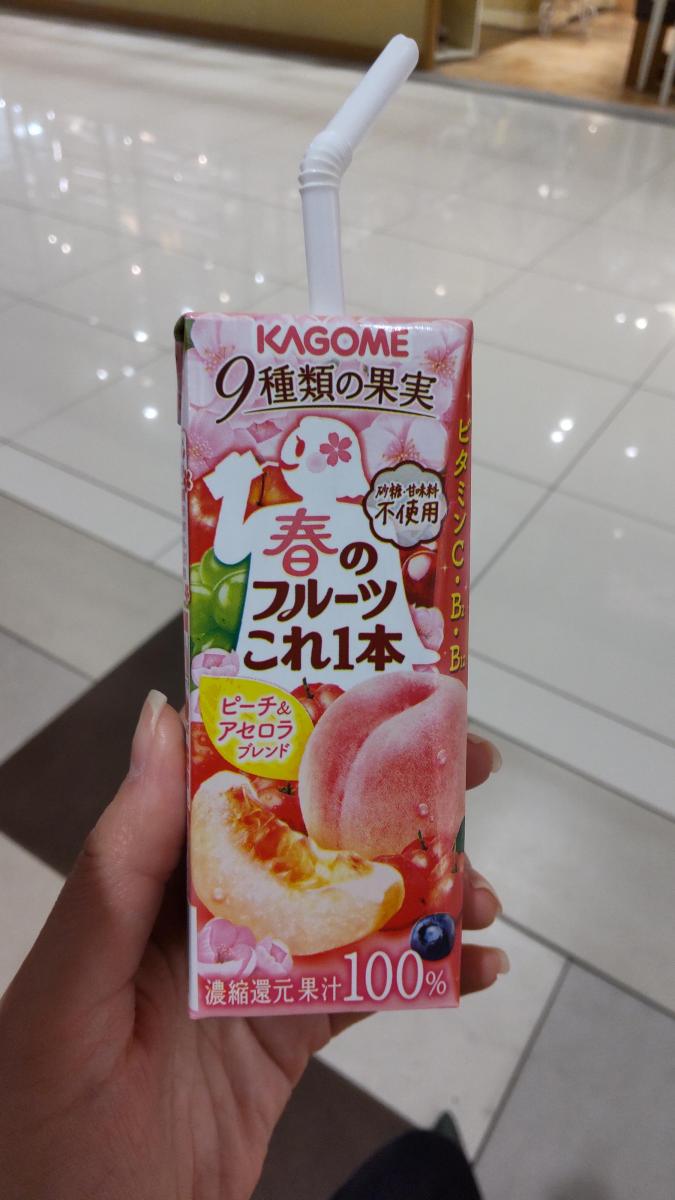 KAGOME
9種類の果実
砂糖・甘味料
不使用
春の
フルーツ
これ1本
ピーチ&
アセロラ
ブレンド
ビタミンC・B2・B12
濃縮還元 果汁100%